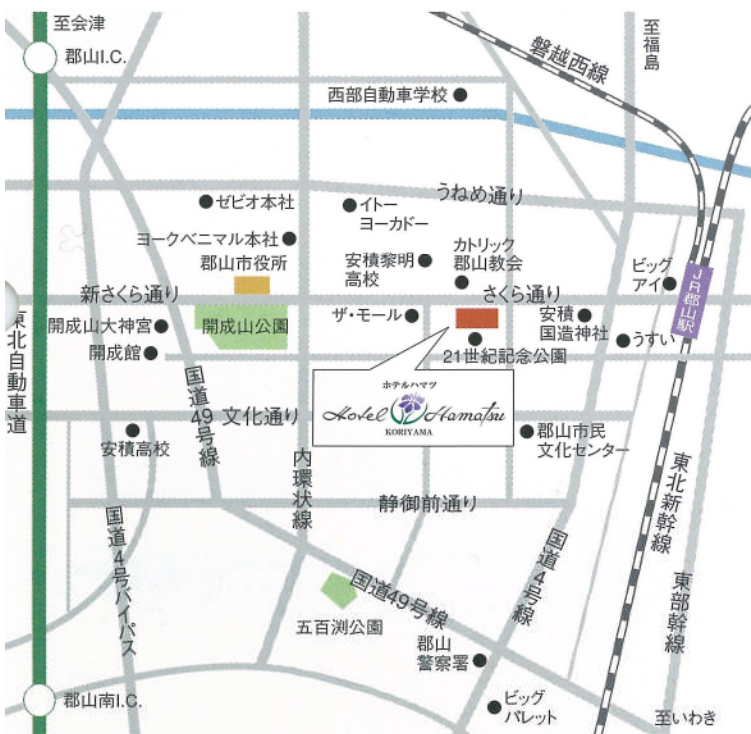 至会津
郡山I.C.
磐越西線
至福島
西部自動車学校
うねめ通り
ゼビオ本社
イトー
ヨーカドー
ヨークベニマル本社
郡山市役所
安積黎明
高校
カトリック
郡山教会
ビッグ
アイ
JR郡山駅
新さくら通り
さくら通り
東北自動車道
開成山大神宮
開成館
開成山公園
ザ・モール
安積
国造神社
うすい
21世紀記念公園
ホテルハマツ
Hotel Hamatsu
KORIYAMA
国道49号線
文化通り
安積高校
郡山市民
文化センター
内環状線
静御前通り
東北新幹線
国道4号バイパス
国道4号線
国道49号線
東部幹線
五百渕公園
郡山
警察署
郡山南I.C.
ビッグ
パレット
至いわき